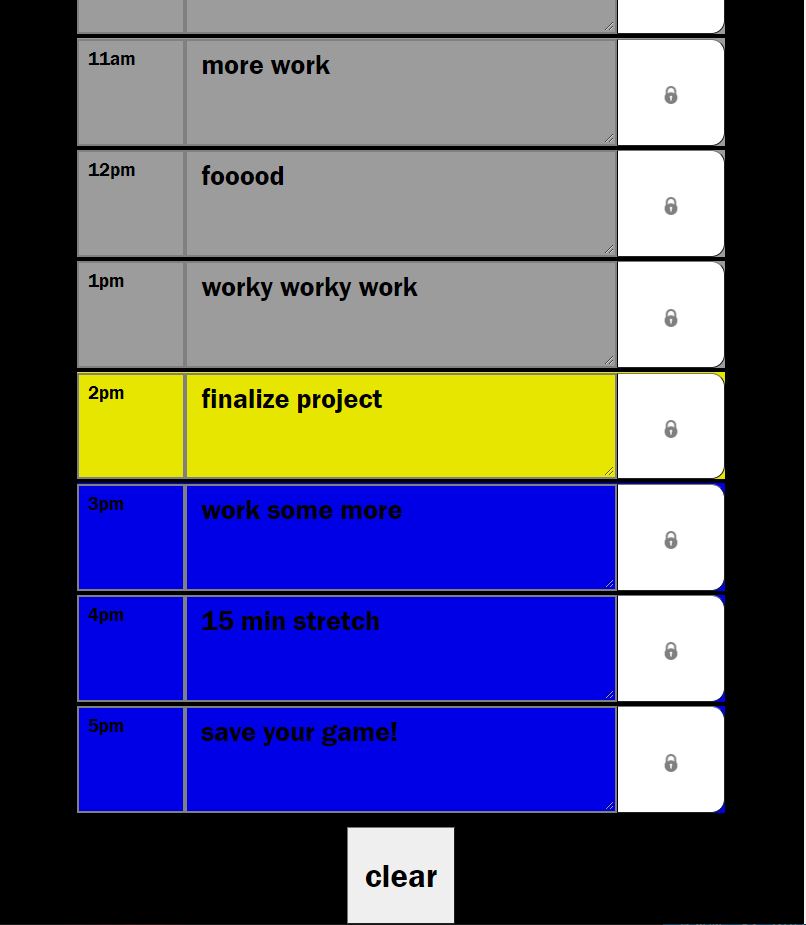 11am
more work
12pm
fooood
1pm
worky worky work
2pm
finalize project
3pm
work some more
4pm
15 min stretch
5pm
save your game!
clear